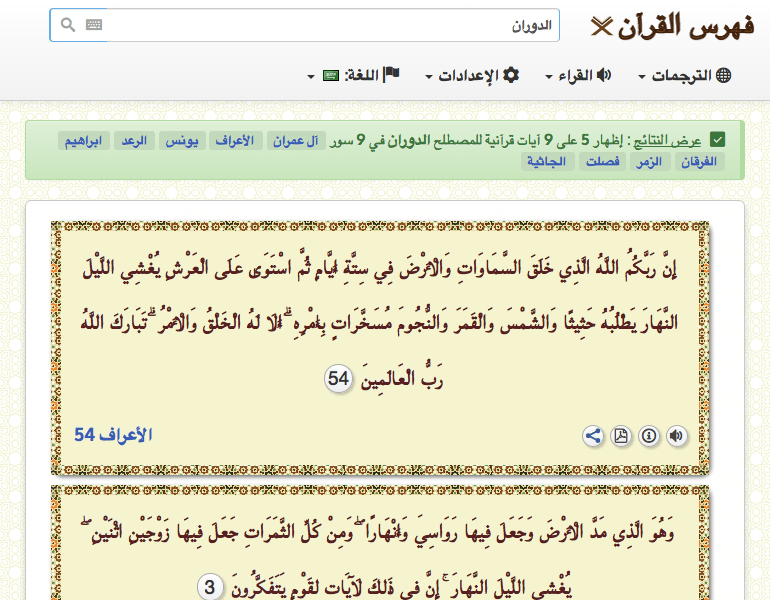 فهرس القرآن
الدوران
الترجمات
القراء
الإعدادات
اللغة:
عرض النتائج : إظهار 5 على 9 آيات قرآنية للمصطلح الدوران في 9 سور آل عمران الأعراف يونس الرعد ابراهيم
الفرقان الزمر فصلت الجاثية
إِنَّ رَبَّكُمُ اللَّهُ الَّذِي خَلَقَ السَّمَاوَاتِ وَالْأَرْضَ فِي سِتَّةِ أَيَّامٍ ثُمَّ اسْتَوَىٰ عَلَى الْعَرْشِ يُغْشِي اللَّيْلَ
النَّهَارَ يَطْلُبُهُ حَثِيثًا وَالشَّمْسَ وَالْقَمَرَ وَالنُّجُومَ مُسَخَّرَاتٍ بِأَمْرِهِ ۗ أَلَا لَهُ الْخَلْقُ وَالْأَمْرُ ۗ تَبَارَكَ اللَّهُ
رَبُّ الْعَالَمِينَ 54
الأعراف 54
وَهُوَ الَّذِي مَدَّ الْأَرْضَ وَجَعَلَ فِيهَا رَوَاسِيَ وَأَنْهَارًا ۖ وَمِنْ كُلِّ الثَّمَرَاتِ جَعَلَ فِيهَا زَوْجَيْنِ اثْنَيْنِ ۖ
يُغْشِي اللَّيْلَ النَّهَارَ ۚ إِنَّ فِي ذَٰلِكَ لَآيَاتٍ لِقَوْمٍ يَتَفَكَّرُونَ 3